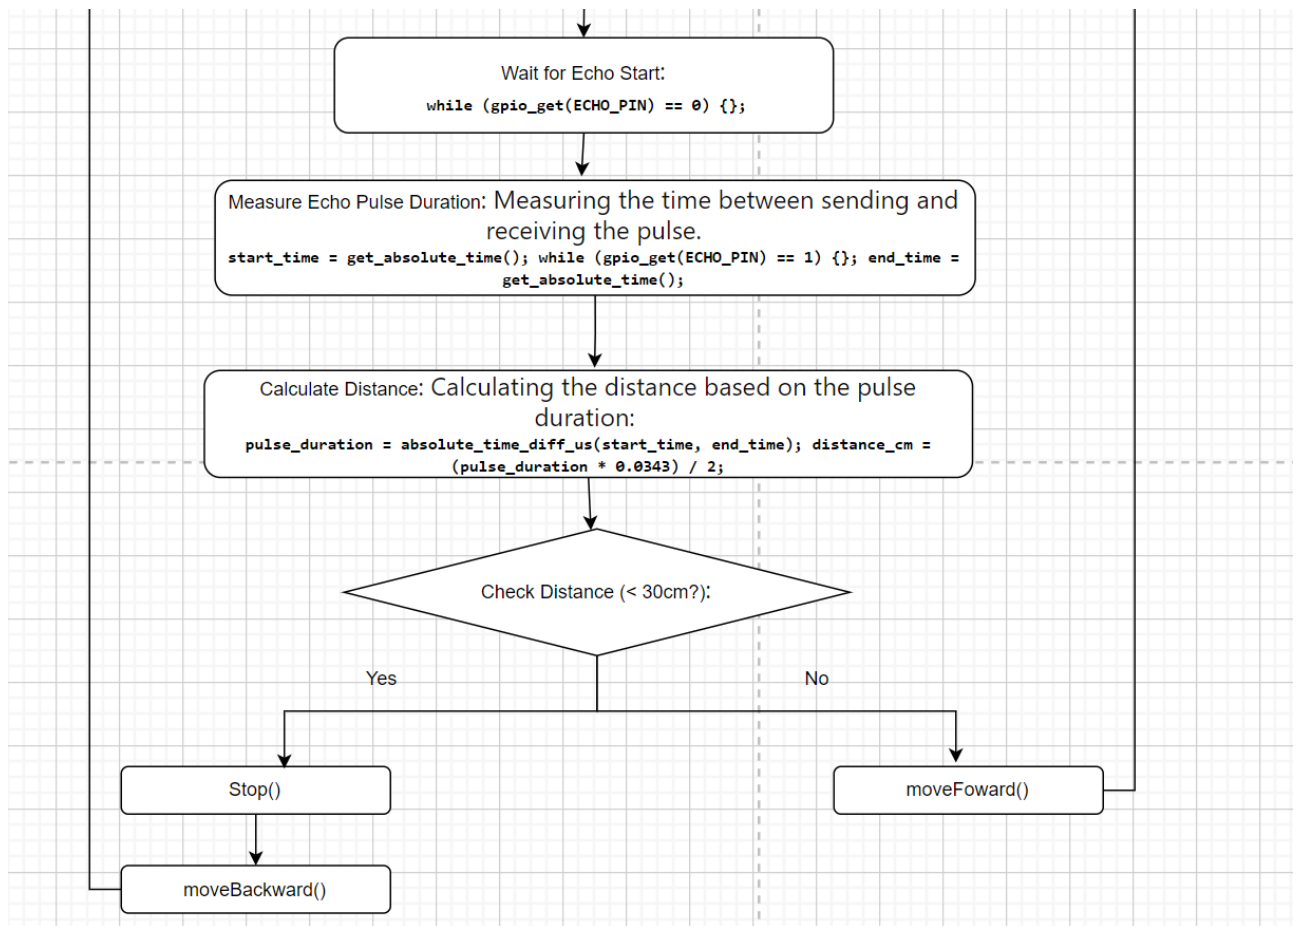 Wait for Echo Start:
while (gpio_get(ECHO_PIN) == 0) {};
Measure Echo Pulse Duration: Measuring the time between sending and
receiving the pulse.
start_time = get_absolute_time(); while (gpio_get(ECHO_PIN) == 1) {}; end_time =
get_absolute_time();
Calculate Distance: Calculating the distance based on the pulse
duration:
pulse_duration = absolute_time_diff_us(start_time, end_time); distance_cm =
(pulse_duration * 0.0343) / 2;
Check Distance (< 30cm?):
Yes
No
Stop()
moveFoward()
moveBackward()